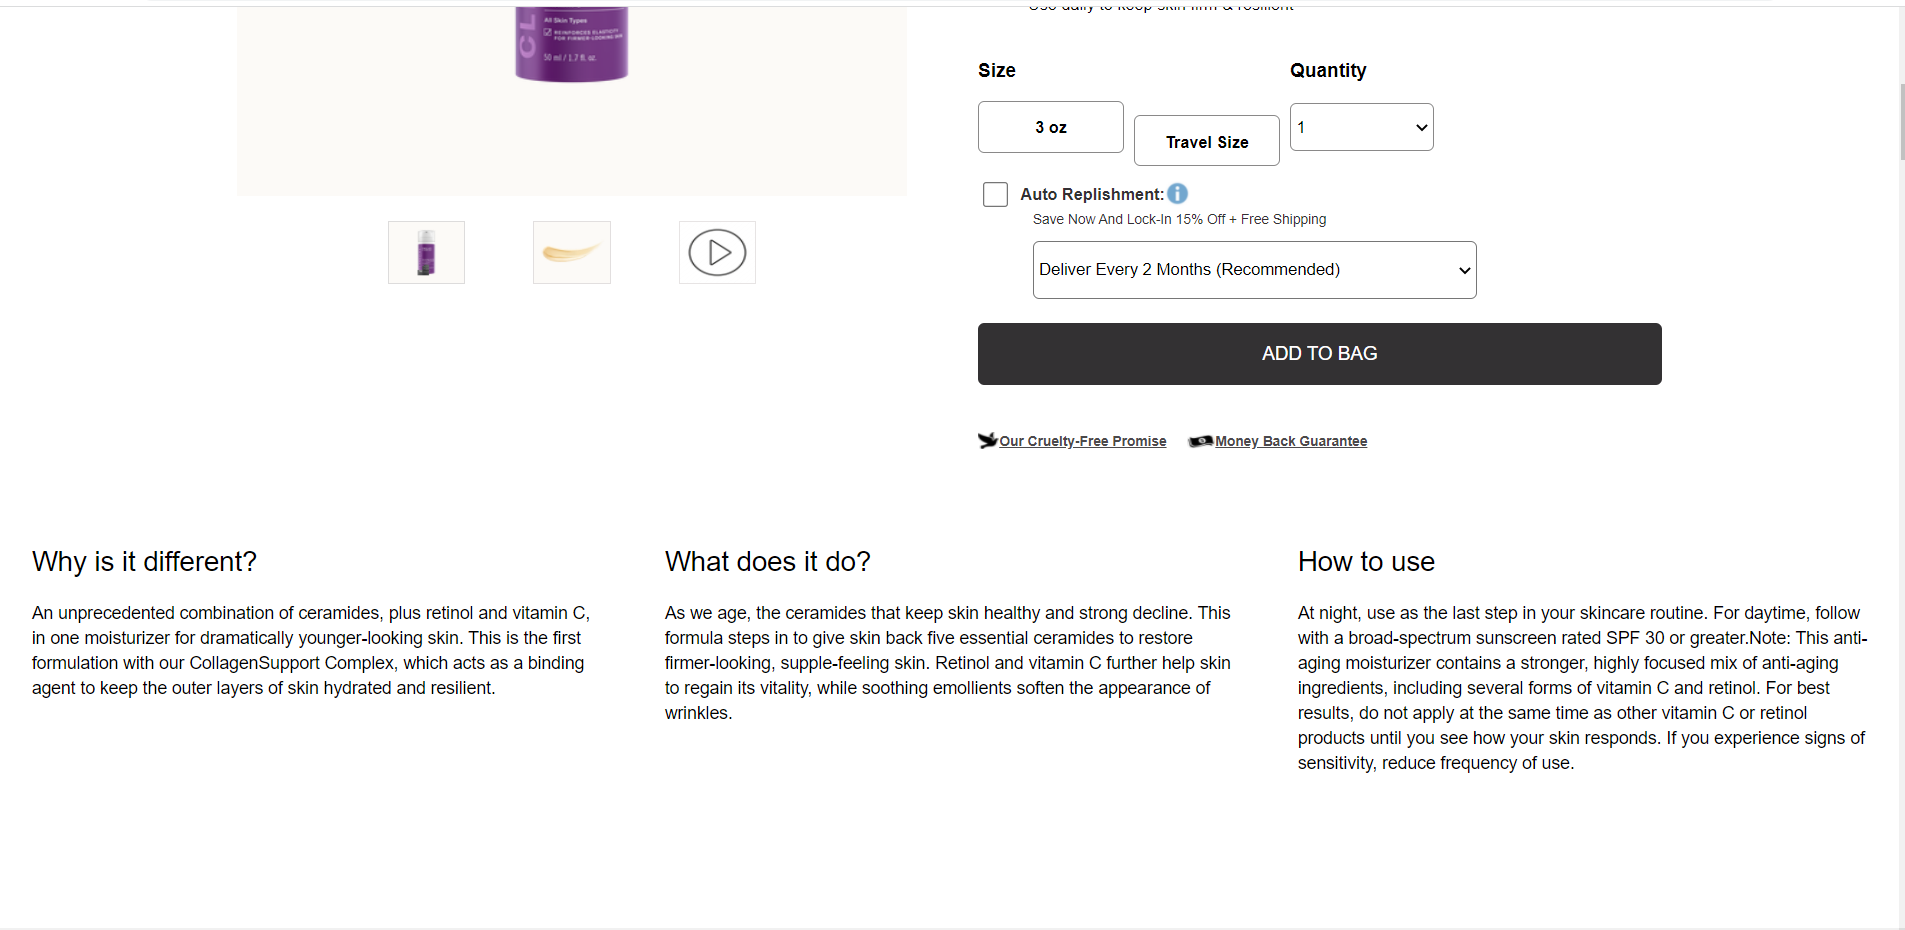 Use daily to keep skin firm & resilient
CL
All Skin Types
REINFORCES ELASTICITY
FOR FIRMER-LOOKING SKIN
50 ml / 1.7 fl. oz.
Size
Quantity
3 oz
Travel Size
1
Auto Replishment:
Save Now And Lock-In 15% Off + Free Shipping
Deliver Every 2 Months (Recommended)
ADD TO BAG
Our Cruelty-Free Promise
Money Back Guarantee
Why is it different?
An unprecedented combination of ceramides, plus retinol and vitamin C,
in one moisturizer for dramatically younger-looking skin. This is the first
formulation with our CollagenSupport Complex, which acts as a binding
agent to keep the outer layers of skin hydrated and resilient.
What does it do?
As we age, the ceramides that keep skin healthy and strong decline. This
formula steps in to give skin back five essential ceramides to restore
firmer-looking, supple-feeling skin. Retinol and vitamin C further help skin
to regain its vitality, while soothing emollients soften the appearance of
wrinkles.
How to use
At night, use as the last step in your skincare routine. For daytime, follow
with a broad-spectrum sunscreen rated SPF 30 or greater.Note: This anti-
aging moisturizer contains a stronger, highly focused mix of anti-aging
ingredients, including several forms of vitamin C and retinol. For best
results, do not apply at the same time as other vitamin C or retinol
products until you see how your skin responds. If you experience signs of
sensitivity, reduce frequency of use.